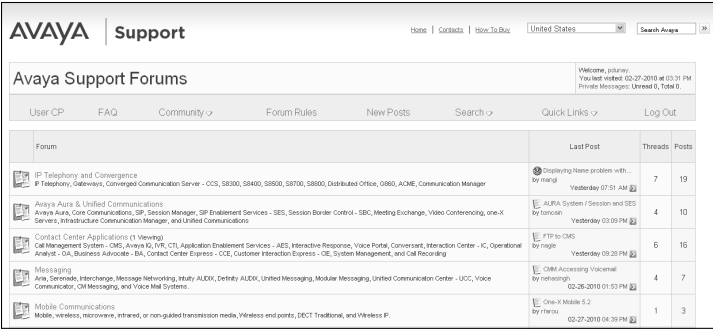 AVAYA Support
Home | Contacts | How To Buy
United States
Search Avaya
Avaya Support Forums
Welcome, pdunay.
You last visited: 02-27-2010 at 03:31 PM
Private Messages: Unread 0, Total 0.
User CP FAQ Community Forum Rules New Posts Search Quick Links Log Out
Forum Last Post Threads Posts
IP Telephony and Convergence
IP Telephony, Gateways, Converged Communication Server - CCS, S8300, S8400, S8500, S8700, S8800, Distributed Office, G860, ACME, Communication Manager
Displaying Name problem with...
by mangi
Yesterday 07:51 AM
7 19
Avaya Aura & Unified Communications
Avaya Aura, Core Communications, SIP, Session Manager, SIP Enablement Services - SES, Session Border Control - SBC, Meeting Exchange, Video Conferencing, one-X
Servers, Infrastructure Communication Manager, and Unified Communications
AURA System / Session and SES
by tomcoin
Yesterday 03:09 PM
4 10
Contact Center Applications (1 Viewing)
Call Management System - CMS, Avaya IQ, IVR, CTI, Application Enablement Services - AES, Interactive Response, Voice Portal, Conversant, Interaction Center - IC, Operational
Analyst - OA, Business Advocate - BA, Contact Center Express - CCE, Customer Interaction Express - CIE, System Management, and Call Recording
FTP to CMS
by nagle
Yesterday 09:28 PM
6 16
Messaging
Aria, Serenade, Interchange, Message Networking, Intuity AUDIX, Definity AUDIX, Unified Messaging, Modular Messaging, Unified Communicaton Center - UCC, Voice
Communicator, CM Messaging, and Voice Mail Systems.
CMM Accessing Voicemail
by nehasingh
02-26-2010 01:53 PM
4 7
Mobile Communications
Mobile, wireless, microwave, infrared, or non-guided transmission media, Wireless end points, DECT Traditional, and Wireless IP.
One-X Mobile 5.2
by rfarou
02-27-2010 04:39 PM
1 3